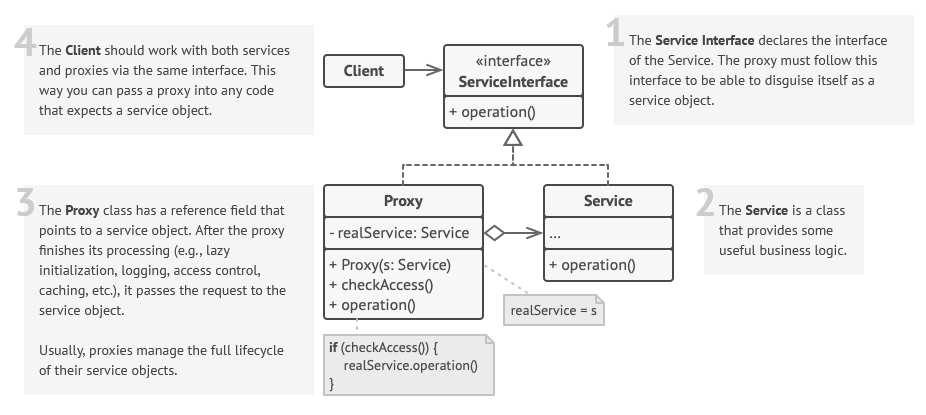 4
The Client should work with both services
and proxies via the same interface. This
way you can pass a proxy into any code
that expects a service object.
Client
«interface»
ServiceInterface
+ operation()
1
The Service Interface declares the interface
of the Service. The proxy must follow this
interface to be able to disguise itself as a
service object.
3
The Proxy class has a reference field that
points to a service object. After the proxy
finishes its processing (e.g., lazy
initialization, logging, access control,
caching, etc.), it passes the request to the
service object.
Usually, proxies manage the full lifecycle
of their service objects.
Proxy
- realService: Service
+ Proxy(s: Service)
+ checkAccess()
+ operation()
Service
...
+ operation()
2
The Service is a class
that provides some
useful business logic.
realService = s
if (checkAccess()) {
realService.operation()
}